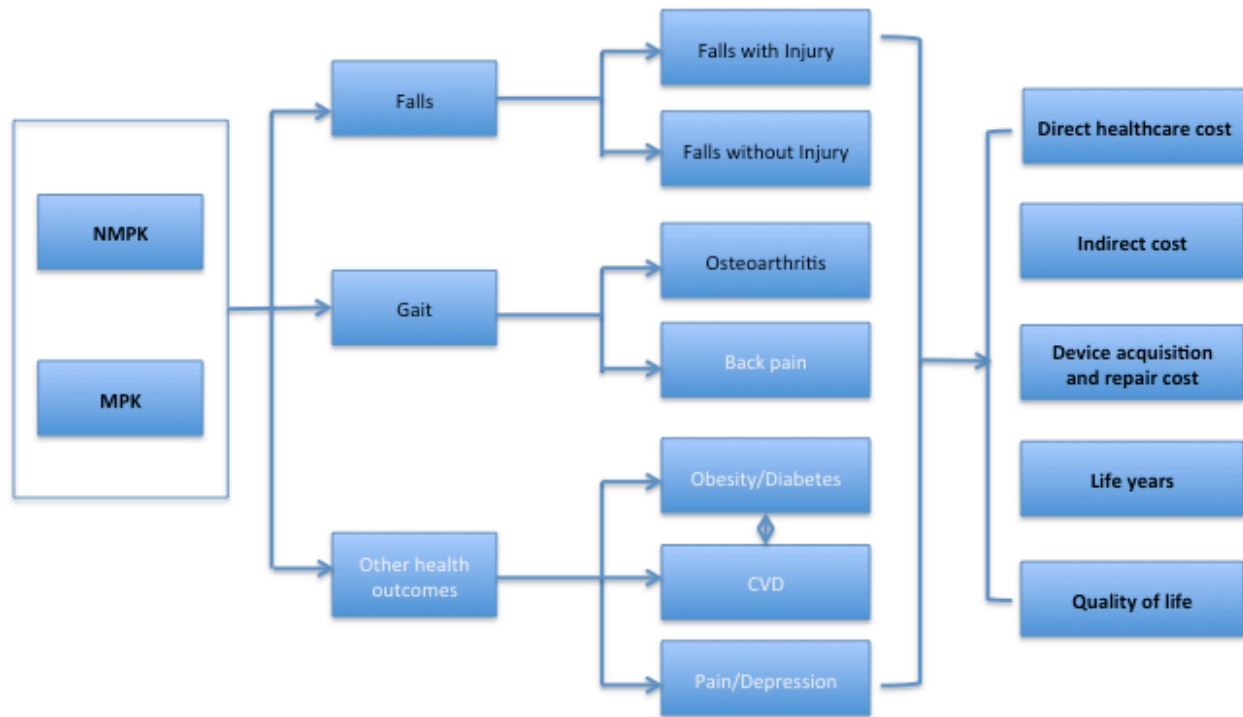 NMPK
MPK
Falls
Gait
Other health
outcomes
Falls with Injury
Falls without Injury
Osteoarthritis
Back pain
Obesity/Diabetes
CVD
Pain/Depression
Direct healthcare cost
Indirect cost
Device acquisition
and repair cost
Life years
Quality of life